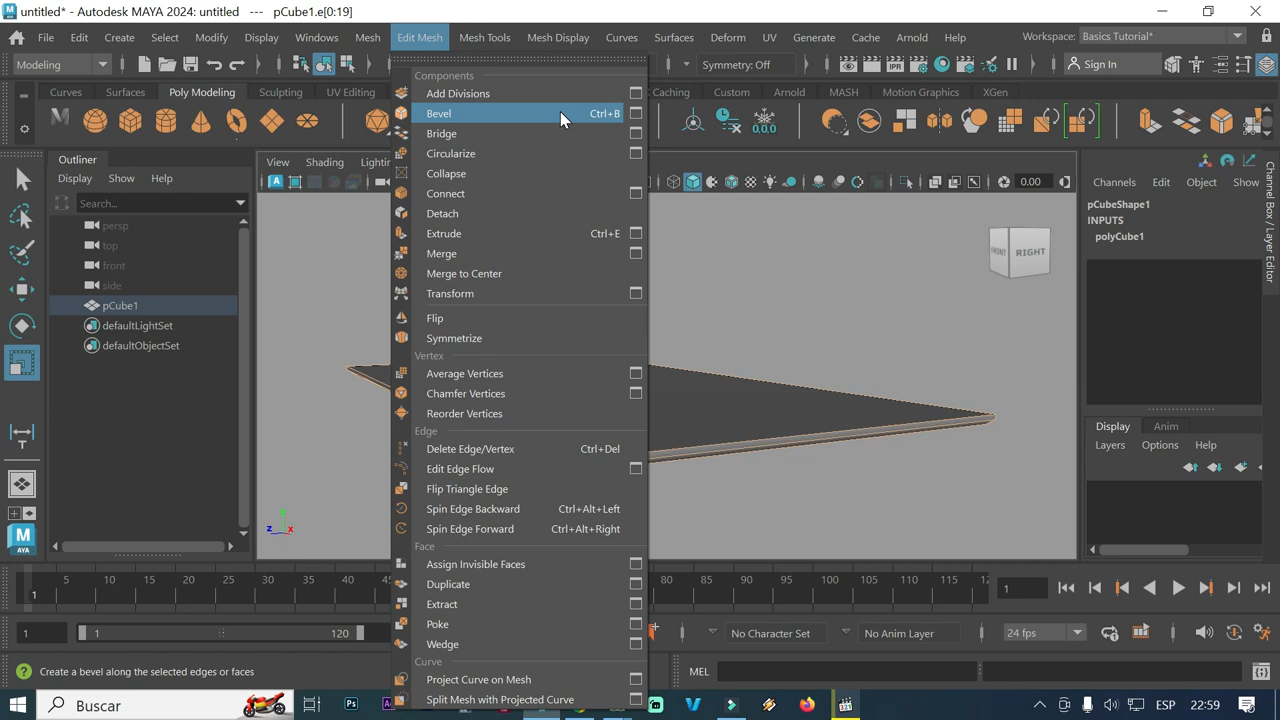 untitled* - Autodesk MAYA 2024: untitled   ---   pCube1.e[0:19]
File Edit Create Select Modify Display Windows Mesh Edit Mesh Mesh Tools Mesh Display Curves Surfaces Deform UV Generate Cache Arnold Help Workspace: Basics Tutorial*
Modeling Symmetry: Off IPR Sign In
Curves Surfaces Poly Modeling Sculpting UV Editing Caching Custom Arnold MASH Motion Graphics XGen
Outliner
Display Show Help
Search...
persp
top
front
side
pCube1
defaultLightSet
defaultObjectSet
View Shading 0.00
Components
Add Divisions
Bevel Ctrl+B
Bridge
Circularize
Collapse
Connect
Detach
Extrude Ctrl+E
Merge
Merge to Center
Transform
Flip
Symmetrize
Vertex
Average Vertices
Chamfer Vertices
Reorder Vertices
Edge
Delete Edge/Vertex Ctrl+Del
Edit Edge Flow
Flip Triangle Edge
Spin Edge Backward Ctrl+Alt+Left
Spin Edge Forward Ctrl+Alt+Right
Face
Assign Invisible Faces
Duplicate
Extract
Poke
Wedge
Curve
Project Curve on Mesh
Split Mesh with Projected Curve
FRONT RIGHT
Channels Edit Object Show
pCubeShape1
INPUTS
polyCube1
Channel Box / Layer Editor
Display Anim
Layers Options Help
y
z x
5 10 15 20 25 30 35 40 45 80 85 90 95 100 105 110 115
1 1
1 1 120 No Character Set No Anim Layer 24 fps
Create a bevel along the selected edges or faces MEL
Buscar Ps ESP 22:59